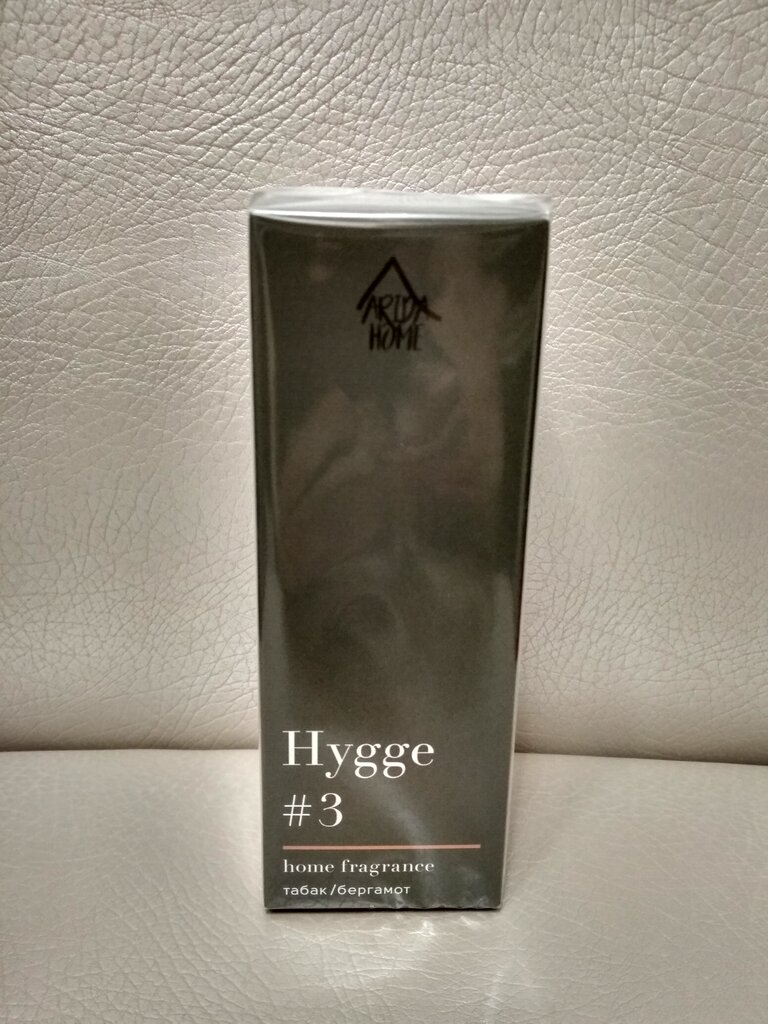 ARIDA
HOME
Hygge
#3
home fragrance
табак/бергамот